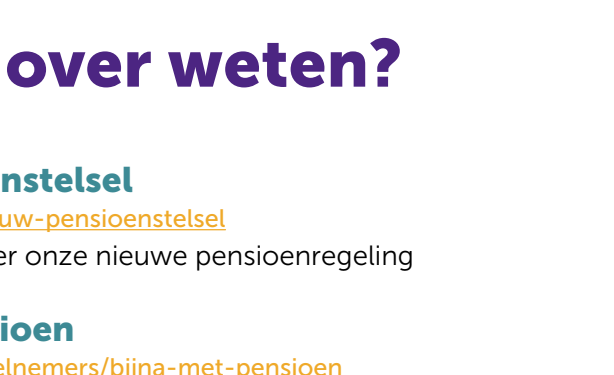 over weten?
nstelsel
uw-pensioenstelsel
er onze nieuwe pensioenregeling
ioen
elnemers/bijna-met-pensioen